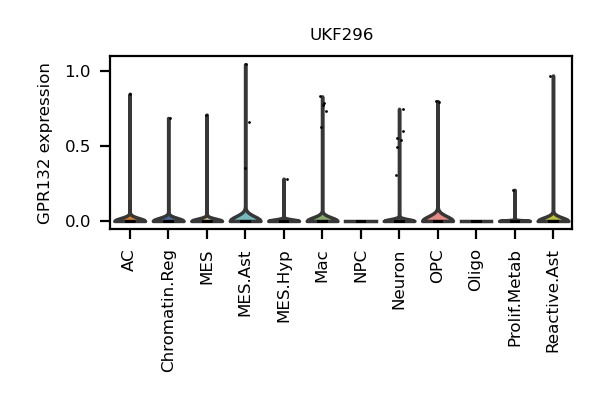 UKF296
GPR132 expression
1.0
0.5
0.0
AC
Chromatin.Reg
MES
MES.Ast
MES.Hyp
Mac
NPC
Neuron
OPC
Oligo
Prolif.Metab
Reactive.Ast